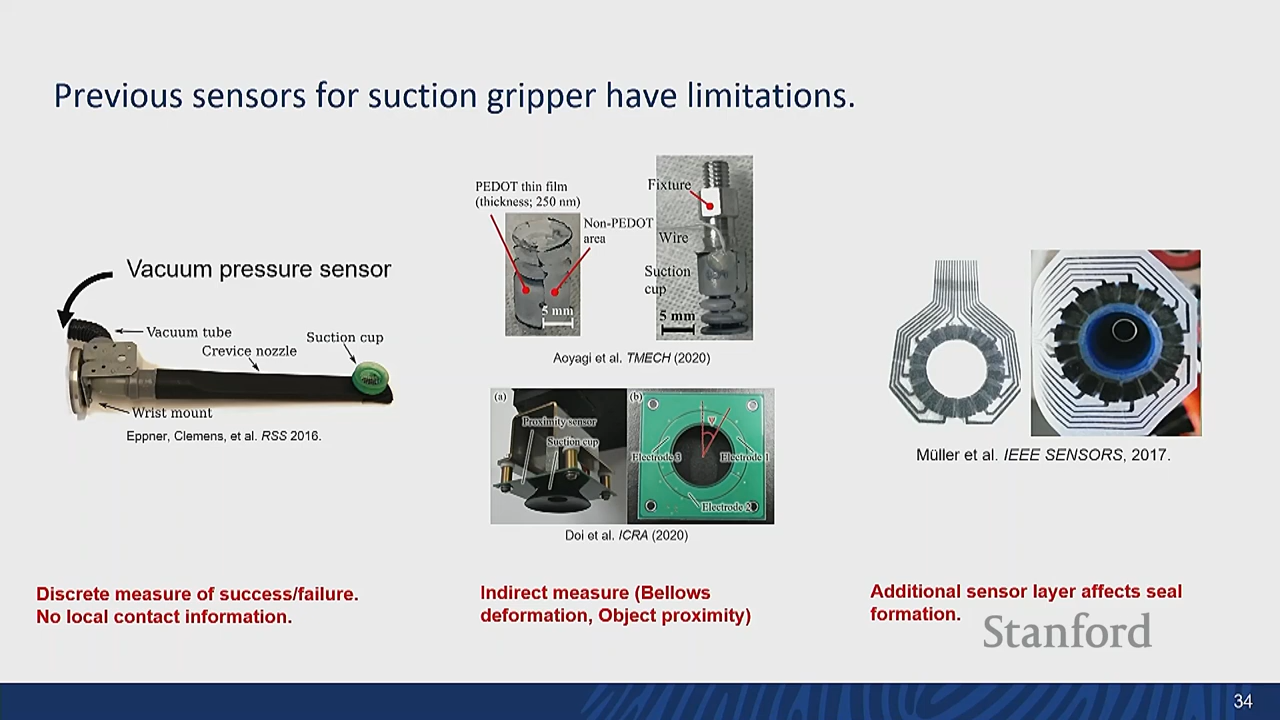 Previous sensors for suction gripper have limitations.
Vacuum pressure sensor
Vacuum tube
Crevice nozzle
Suction cup
Wrist mount
Eppner, Clemens, et al. RSS 2016.
PEDOT thin film
(thickness; 250 nm)
Non-PEDOT
area
5 mm
Fixture
Wire
Suction
cup
5 mm
Aoyagi et al. TMECH (2020)
(a)
Proximity sensor
Suction cup
(b)
Electrode 3
Electrode 1
Electrode 2
Doi et al. ICRA (2020)
Müller et al. IEEE SENSORS, 2017.
Discrete measure of success/failure.
No local contact information.
Indirect measure (Bellows
deformation, Object proximity)
Additional sensor layer affects seal
formation.
Stanford
34